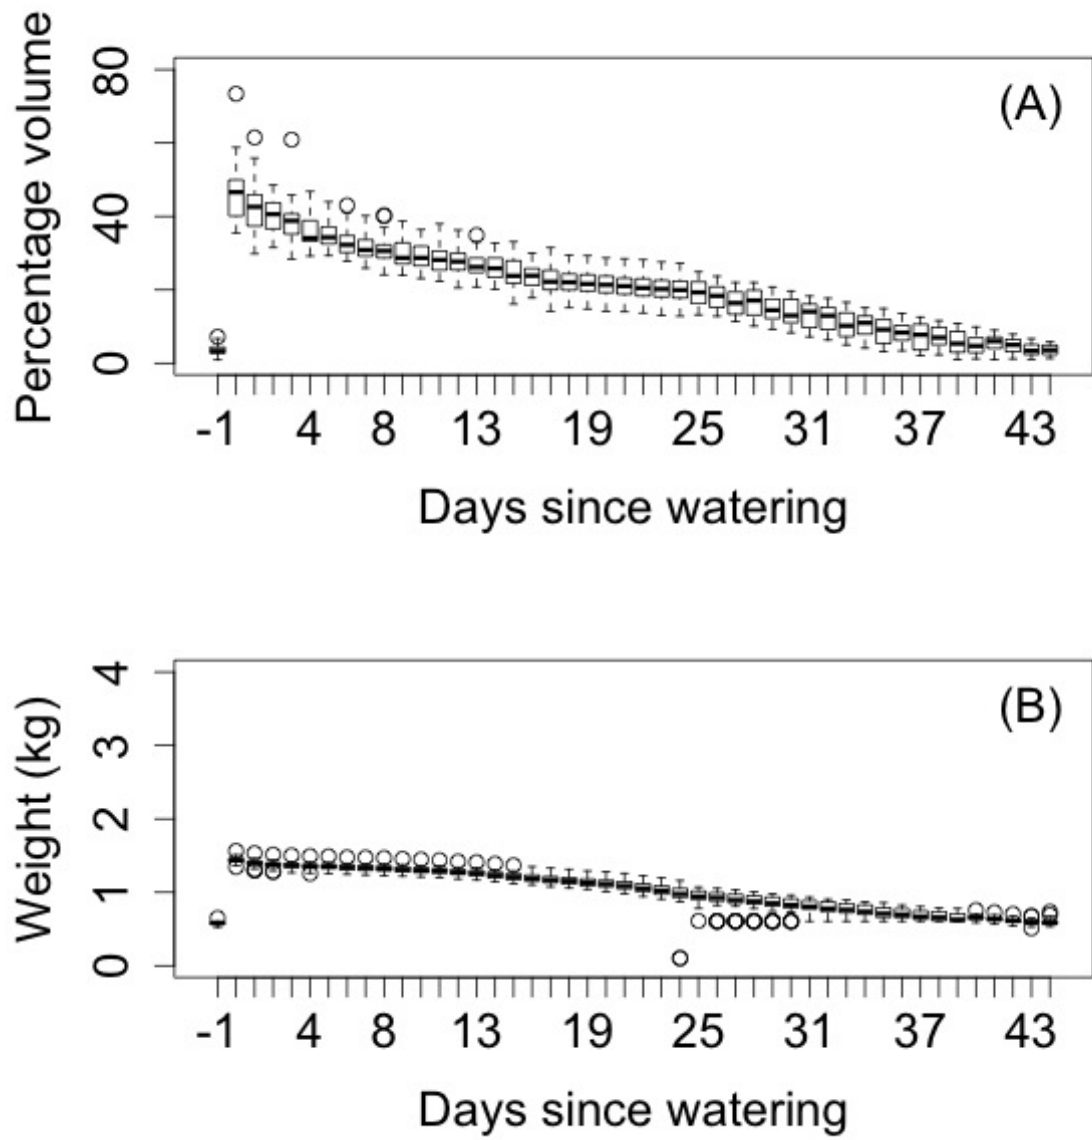 Percentage volume
80
40
0
(A)
-1 4 8 13 19 25 31 37 43
Days since watering
Weight (kg)
4
3
2
1
0
(B)
-1 4 8 13 19 25 31 37 43
Days since watering